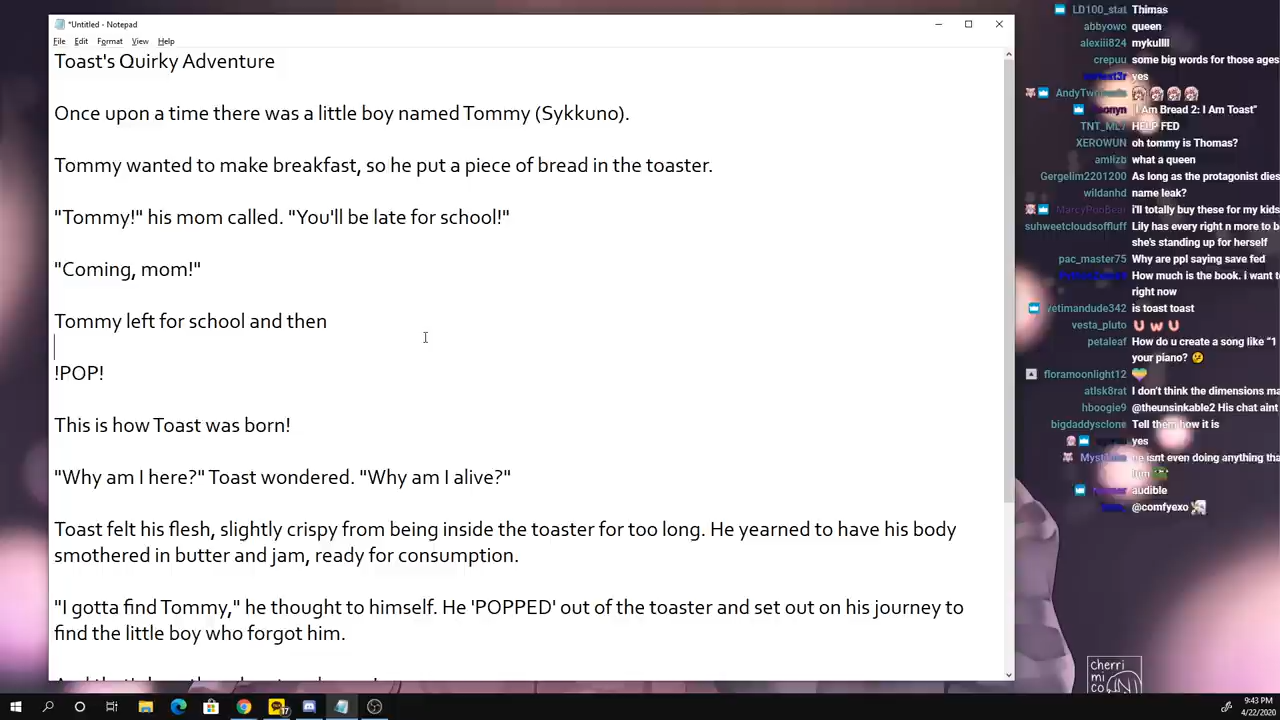 *Untitled - Notepad
File Edit Format View Help
Toast's Quirky Adventure
Once upon a time there was a little boy named Tommy (Sykkuno).
Tommy wanted to make breakfast, so he put a piece of bread in the toaster.
"Tommy!" his mom called. "You'll be late for school!"
"Coming, mom!"
Tommy left for school and then
!POP!
This is how Toast was born!
"Why am I here?" Toast wondered. "Why am I alive?"
Toast felt his flesh, slightly crispy from being inside the toaster for too long. He yearned to have his body
smothered in butter and jam, ready for consumption.
"I gotta find Tommy," he thought to himself. He 'POPPED' out of the toaster and set out on his journey to
find the little boy who forgot him.
LD100_stat Thimas
abbyowo queen
alexiii824 mykullll
crepuu some big words for those ages
yes
TNT_ML7 HELP FED
"I Am Bread 2: I Am Toast"
XEROWUN oh tommy is Thomas?
amlizb what a queen
Gergelim2201200 As long as the protagonist dies
wildanhd name leak?
i'll totally buy these for my kids
suhweetcloudsoffluff Lily has every right n more to b
she's standing up for herself
pac_master75 Why are ppl saying save fed
How much is the book. i want to
right now
yetimandude342 is toast toast
vesta_pluto U W U
petaleaf How do u create a song like "1
your piano?
floramoonlight12
atlsk8rat I don't think the dimensions ma
hboogie9 @theunsinkable2 His chat aint
bigdaddysclone Tell them how it is
yes
isnt even doing anything tha
audible
@comfyexo
cherri
mico
17
9:43 PM
4/22/2020